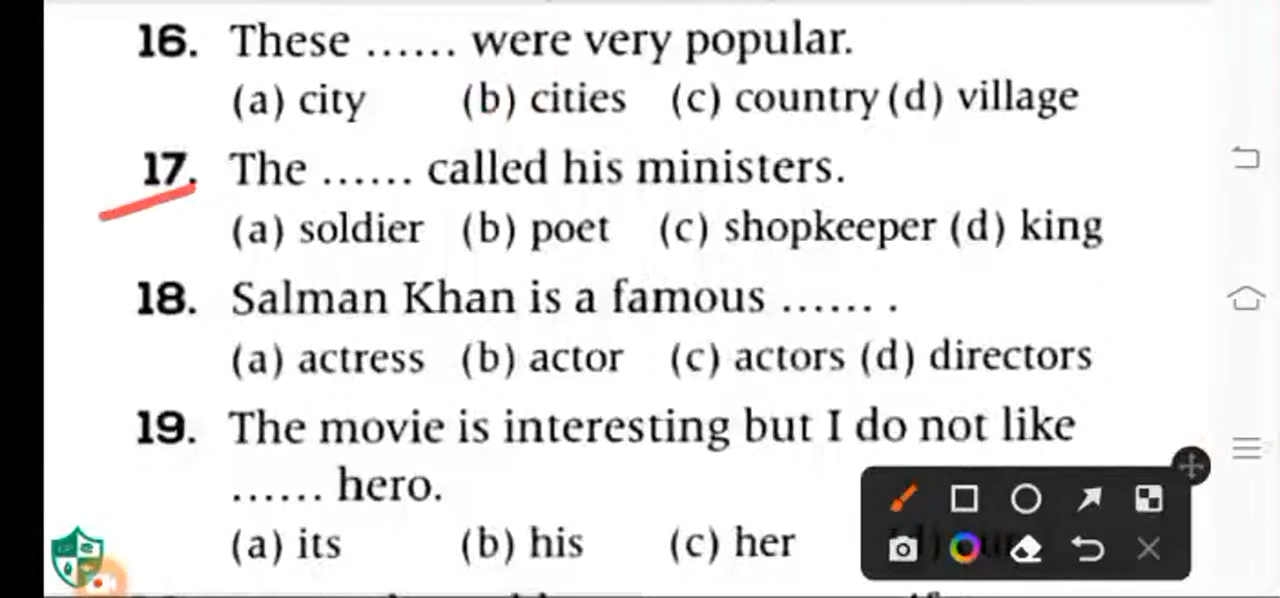 16. These ...... were very popular.
(a) city (b) cities (c) country (d) village
17. The ...... called his ministers.
(a) soldier (b) poet (c) shopkeeper (d) king
18. Salman Khan is a famous ...... .
(a) actress (b) actor (c) actors (d) directors
19. The movie is interesting but I do not like
...... hero.
(a) its (b) his (c) her